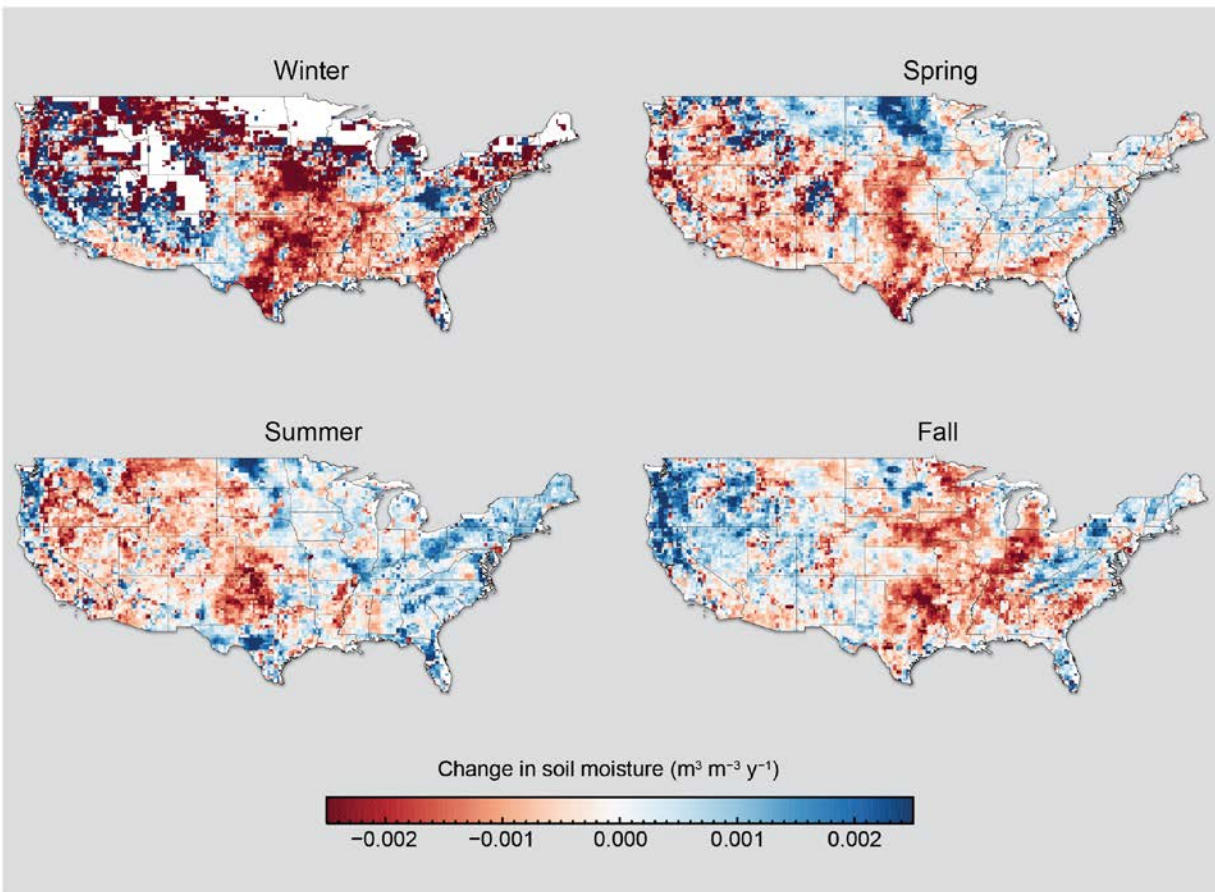 Winter
Spring
Summer
Fall
Change in soil moisture (m³ m⁻³ y⁻¹)
−0.002 −0.001 0.000 0.001 0.002